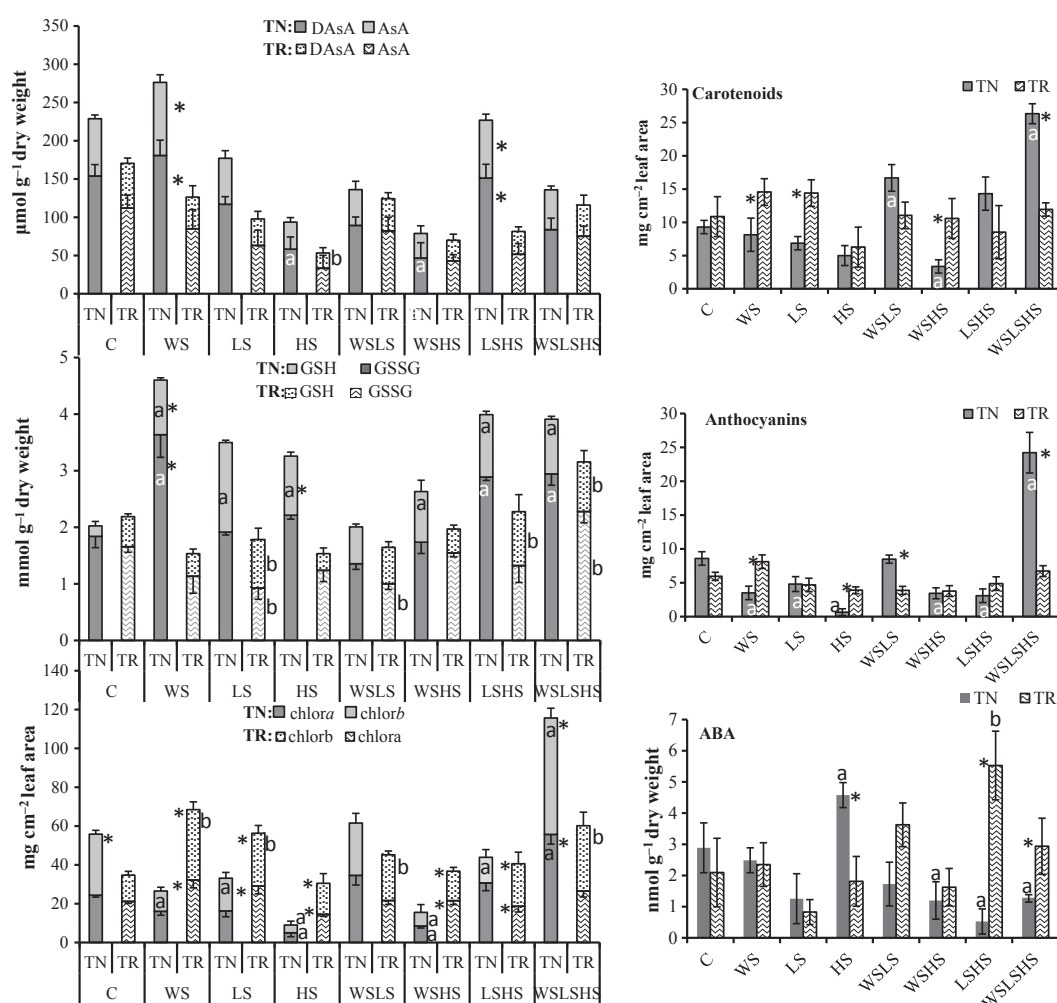 TN: DAsA AsA
TR: DAsA AsA
µmol g⁻¹ dry weight
350
300
250
200
150
100
50
0
* * a b a * *
TN TR TN TR TN TR TN TR TN TR TN TR TN TR TN TR
C WS LS HS WSLS WSHS LSHS WSLSHS
TN: GSH GSSG
TR: GSH GSSG
mmol g⁻¹ dry weight
5
4
3
2
1
0
a * a * a b b a * b a a b a a b b
TN TR TN TR TN TR TN TR TN TR TN TR TN TR TN TR
C WS LS HS WSLS WSHS LSHS WSLSHS
TN: chlora chlorb
TR: chlorb chlora
mg cm⁻² leaf area
140
120
100
80
60
40
20
0
* a * * b a * * b a a * * b a a * * a * * a * a * b
TN TR TN TR TN TR TN TR TN TR TN TR TN TR TN TR
C WS LS HS WSLS WSHS LSHS WSLSHS
Carotenoids
TN TR
mg cm⁻² leaf area
30
25
20
15
10
5
0
* * a * a a *
C WS LS HS WSLS WSHS LSHS WSLSHS
Anthocyanins
TN TR
mg cm⁻² leaf area
30
25
20
15
10
5
0
* a a a * * a a a *
C WS LS HS WSLS WSHS LSHS WSLSHS
ABA
TN TR
nmol g⁻¹ dry weight
7
6
5
4
3
2
1
0
a * a a * b a *
C WS LS HS WSLS WSHS LSHS WSLSHS